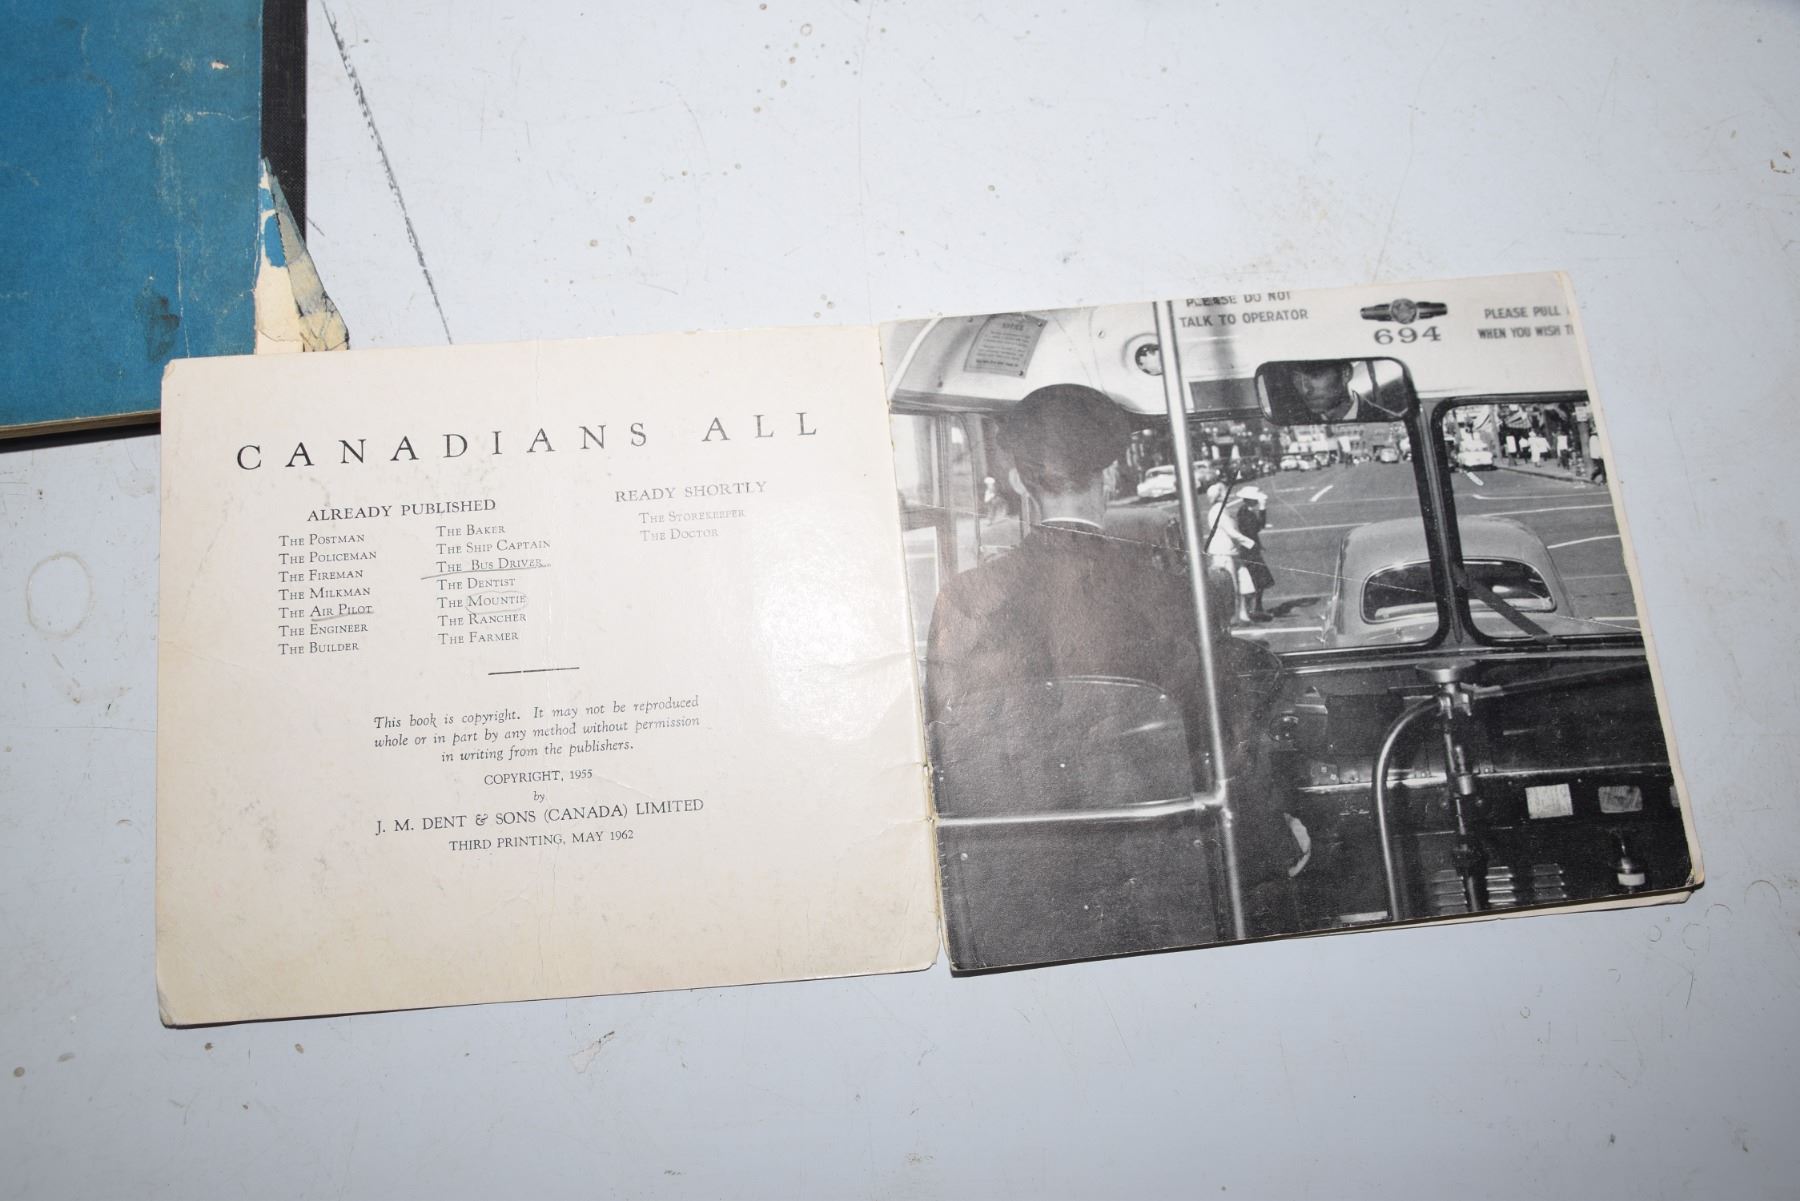 CANADIANS ALL
ALREADY PUBLISHED
THE POSTMAN
THE POLICEMAN
THE FIREMAN
THE MILKMAN
THE AIR PILOT
THE ENGINEER
THE BUILDER
THE BAKER
THE SHIP CAPTAIN
THE BUS DRIVER
THE DENTIST
THE MOUNTIE
THE RANCHER
THE FARMER
READY SHORTLY
THE STOREKEEPER
THE DOCTOR
This book is copyright. It may not be reproduced
whole or in part by any method without permission
in writing from the publishers.
COPYRIGHT, 1955
by
J. M. DENT & SONS (CANADA) LIMITED
THIRD PRINTING, MAY 1962
PLEASE DO NOT
TALK TO OPERATOR
694
PLEASE PULL
WHEN YOU WISH